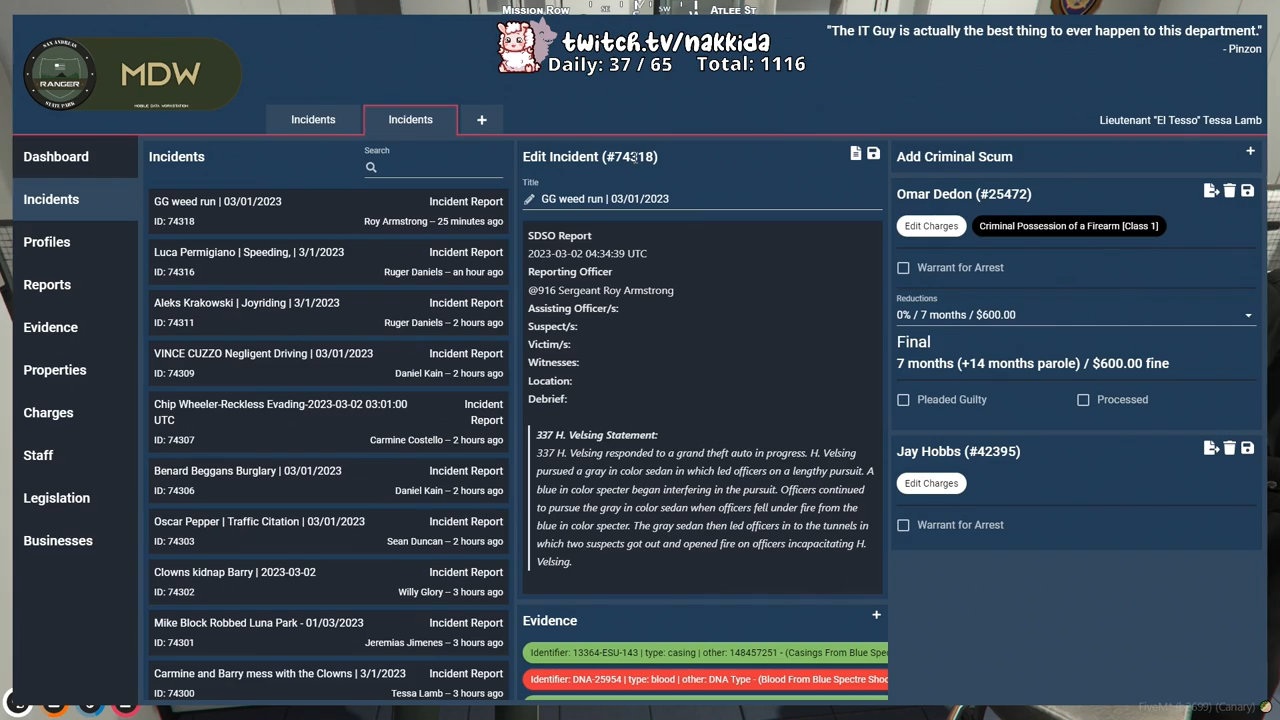 MISSION ROW
SE
SW
ATLEE ST
twitch.tv/nakkida
Daily: 37 / 65 Total: 1116
"The IT Guy is actually the best thing to ever happen to this department."
- Pinzon
SAN ANDREAS
RANGER
STATE PARK
MDW
MOBILE DATA WORKSTATION
Incidents
Incidents
+
Lieutenant "El Tesso" Tessa Lamb
Dashboard
Incidents
Profiles
Reports
Evidence
Properties
Charges
Staff
Legislation
Businesses
Incidents
Search
GG weed run | 03/01/2023 Incident Report
ID: 74318 Roy Armstrong – 25 minutes ago
Luca Permigiano | Speeding, | 3/1/2023 Incident Report
ID: 74316 Ruger Daniels – an hour ago
Aleks Krakowski | Joyriding | 3/1/2023 Incident Report
ID: 74311 Ruger Daniels – 2 hours ago
VINCE CUZZO Negligent Driving | 03/01/2023 Incident Report
ID: 74309 Daniel Kain – 2 hours ago
Chip Wheeler-Reckless Evading-2023-03-02 03:01:00 Incident
UTC Report
ID: 74307 Carmine Costello – 2 hours ago
Benard Beggans Burglary | 03/01/2023 Incident Report
ID: 74306 Daniel Kain – 2 hours ago
Oscar Pepper | Traffic Citation | 03/01/2023 Incident Report
ID: 74303 Sean Duncan – 2 hours ago
Clowns kidnap Barry | 2023-03-02 Incident Report
ID: 74302 Willy Glory – 3 hours ago
Mike Block Robbed Luna Park - 01/03/2023 Incident Report
ID: 74301 Jeremias Jimenes – 3 hours ago
Carmine and Barry mess with the Clowns | 3/1/2023 Incident Report
ID: 74300 Tessa Lamb – 3 hours ago
Edit Incident (#74318)
Title
GG weed run | 03/01/2023
SDSO Report
2023-03-02 04:34:39 UTC
Reporting Officer
@916 Sergeant Roy Armstrong
Assisting Officer/s:
Suspect/s:
Victim/s:
Witnesses:
Location:
Debrief:
337 H. Velsing Statement:
337 H. Velsing responded to a grand theft auto in progress. H. Velsing
pursued a gray in color sedan in which led officers on a lengthy pursuit. A
blue in color specter began interfering in the pursuit. Officers continued
to pursue the gray in color sedan when officers fell under fire from the
blue in color specter. The gray sedan then led officers in to the tunnels in
which two suspects got out and opened fire on officers incapacitating H.
Velsing.
Evidence
+
Identifier: 13364-ESU-143 | type: casing | other: 148457251 - (Casings From Blue Spe
Identifier: DNA-25954 | type: blood | other: DNA Type - (Blood From Blue Spectre Shoo
Add Criminal Scum
+
Omar Dedon (#25472)
Edit Charges
Criminal Possession of a Firearm [Class 1]
Warrant for Arrest
Reductions
0% / 7 months / $600.00
Final
7 months (+14 months parole) / $600.00 fine
Pleaded Guilty
Processed
Jay Hobbs (#42395)
Edit Charges
Warrant for Arrest